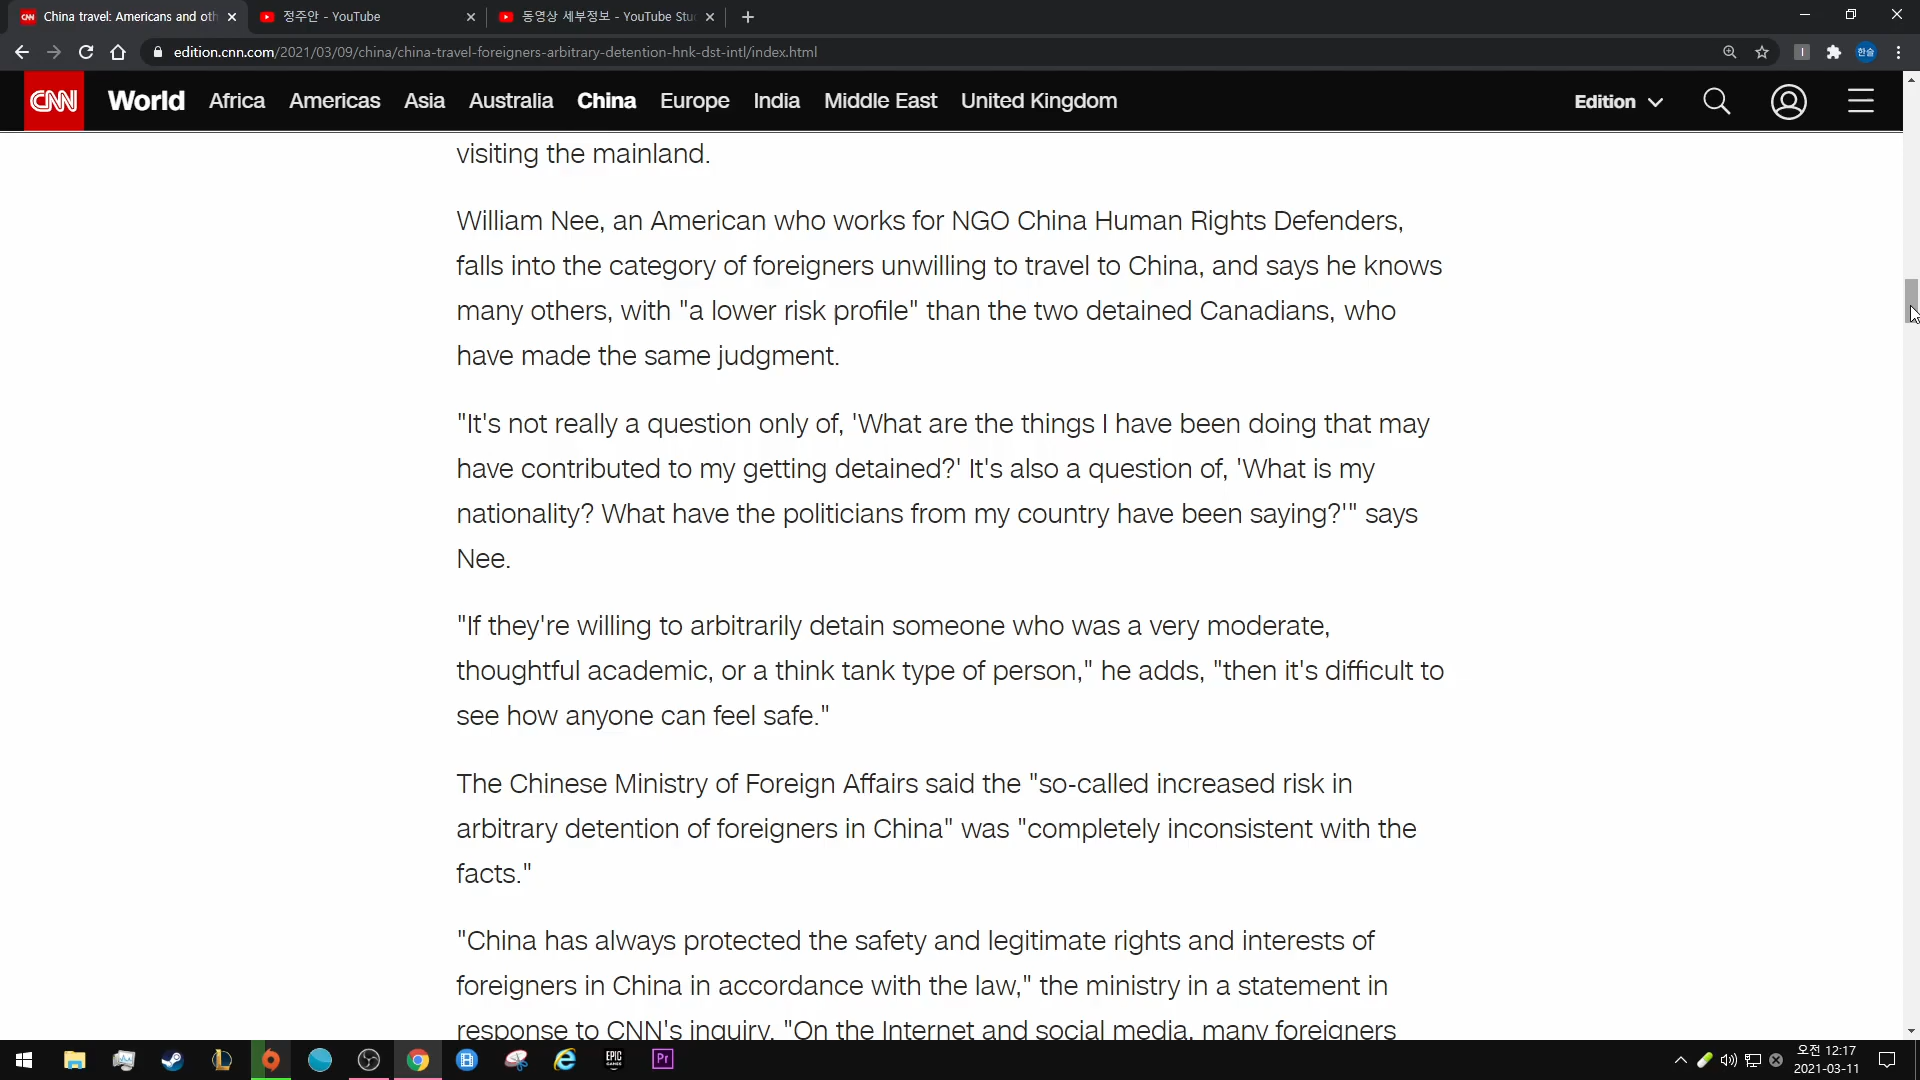 China travel: Americans and oth
정주안 - YouTube
동영상 세부정보 - YouTube Stu
edition.cnn.com/2021/03/09/china/china-travel-foreigners-arbitrary-detention-hnk-dst-intl/index.html
한슬
CNN World Africa Americas Asia Australia China Europe India Middle East United Kingdom Edition
visiting the mainland.
William Nee, an American who works for NGO China Human Rights Defenders,
falls into the category of foreigners unwilling to travel to China, and says he knows
many others, with "a lower risk profile" than the two detained Canadians, who
have made the same judgment.
"It's not really a question only of, 'What are the things I have been doing that may
have contributed to my getting detained?' It's also a question of, 'What is my
nationality? What have the politicians from my country have been saying?'" says
Nee.
"If they're willing to arbitrarily detain someone who was a very moderate,
thoughtful academic, or a think tank type of person," he adds, "then it's difficult to
see how anyone can feel safe."
The Chinese Ministry of Foreign Affairs said the "so-called increased risk in
arbitrary detention of foreigners in China" was "completely inconsistent with the
facts."
"China has always protected the safety and legitimate rights and interests of
foreigners in China in accordance with the law," the ministry in a statement in
response to CNN's inquiry. "On the Internet and social media, many foreigners
EPIC
GAMES
Pr
오전 12:17
2021-03-11